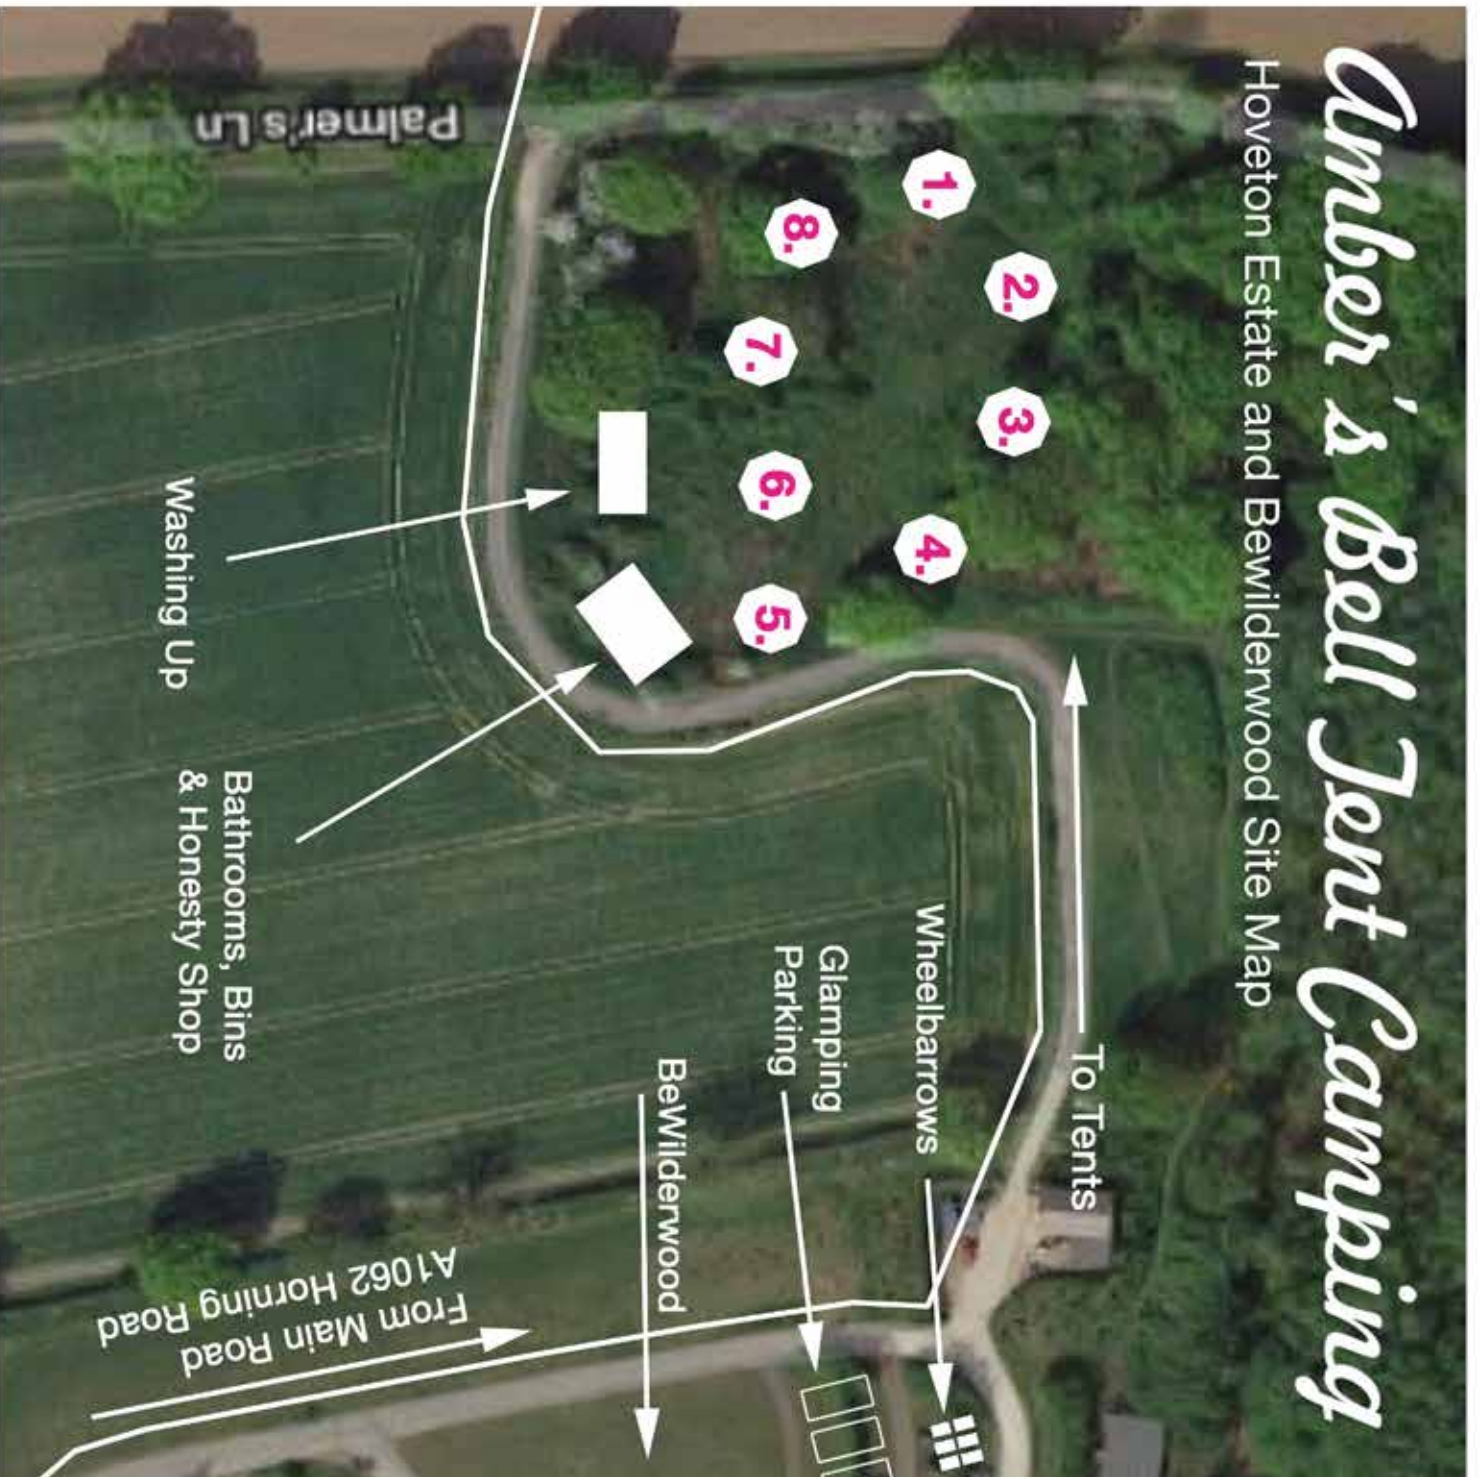 Amber's Bell Tent Camping
Hoveton Estate and Bewilderwood Site Map
1.
2.
3.
4.
5.
6.
7.
8.
To Tents
Wheelbarrows
Glamping
Parking
BeWilderwood
Palmer's Ln
Washing Up
Bathrooms, Bins
& Honesty Shop
From Main Road
A1062 Horning Road